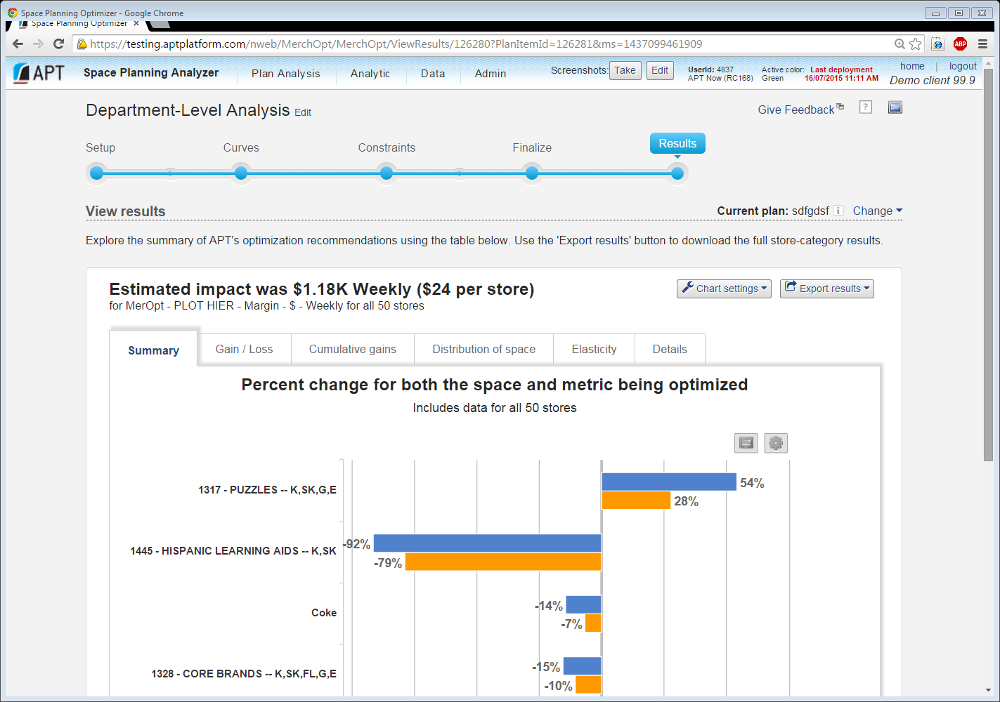 Space Planning Optimizer - Google Chrome
Space Planning Optimizer ×
https://testing.aptplatform.com/nweb/MerchOpt/MerchOpt/ViewResults/126280?PlanItemId=126281&ms=1437099461909
ABP
APT Space Planning Analyzer Plan Analysis Analytic Data Admin Screenshots: Take Edit
UserId: 4837
APT Now (RC168)
Active color:
Green
Last deployment
16/07/2015 11:11 AM
home | logout
Demo client 99.9
Department-Level Analysis Edit
Give Feedback ?
Setup Curves Constraints Finalize Results
View results
Current plan: sdfgdsf i Change
Explore the summary of APT's optimization recommendations using the table below. Use the 'Export results' button to download the full store-category results.
Estimated impact was $1.18K Weekly ($24 per store)
for MerOpt - PLOT HIER - Margin - $ - Weekly for all 50 stores
Chart settings Export results
Summary Gain / Loss Cumulative gains Distribution of space Elasticity Details
Percent change for both the space and metric being optimized
Includes data for all 50 stores
1317 - PUZZLES -- K,SK,G,E
54%
28%
1445 - HISPANIC LEARNING AIDS -- K,SK
-92%
-79%
Coke
-14%
-7%
1328 - CORE BRANDS -- K,SK,FL,G,E
-15%
-10%